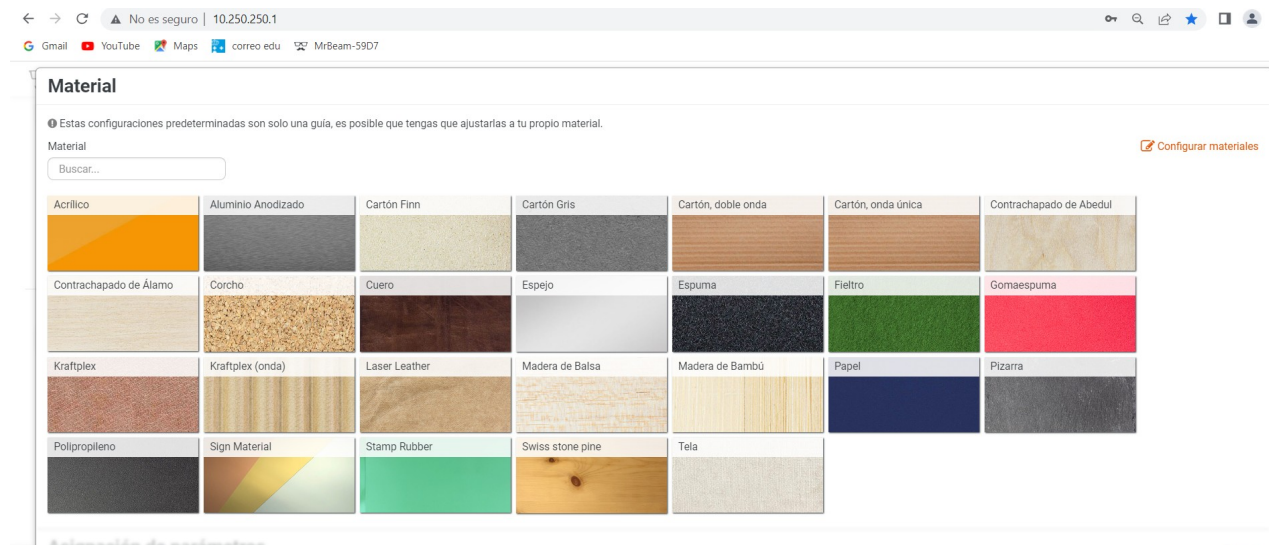 No es seguro | 10.250.250.1
Gmail YouTube Maps correo edu MrBeam-59D7
Material
Estas configuraciones predeterminadas son solo una guía, es posible que tengas que ajustarlas a tu propio material.
Material
Configurar materiales
Buscar...
Acrílico Aluminio Anodizado Cartón Finn Cartón Gris Cartón, doble onda Cartón, onda única Contrachapado de Abedul
Contrachapado de Álamo Corcho Cuero Espejo Espuma Fieltro Gomaespuma
Kraftplex Kraftplex (onda) Laser Leather Madera de Balsa Madera de Bambú Papel Pizarra
Polipropileno Sign Material Stamp Rubber Swiss stone pine Tela